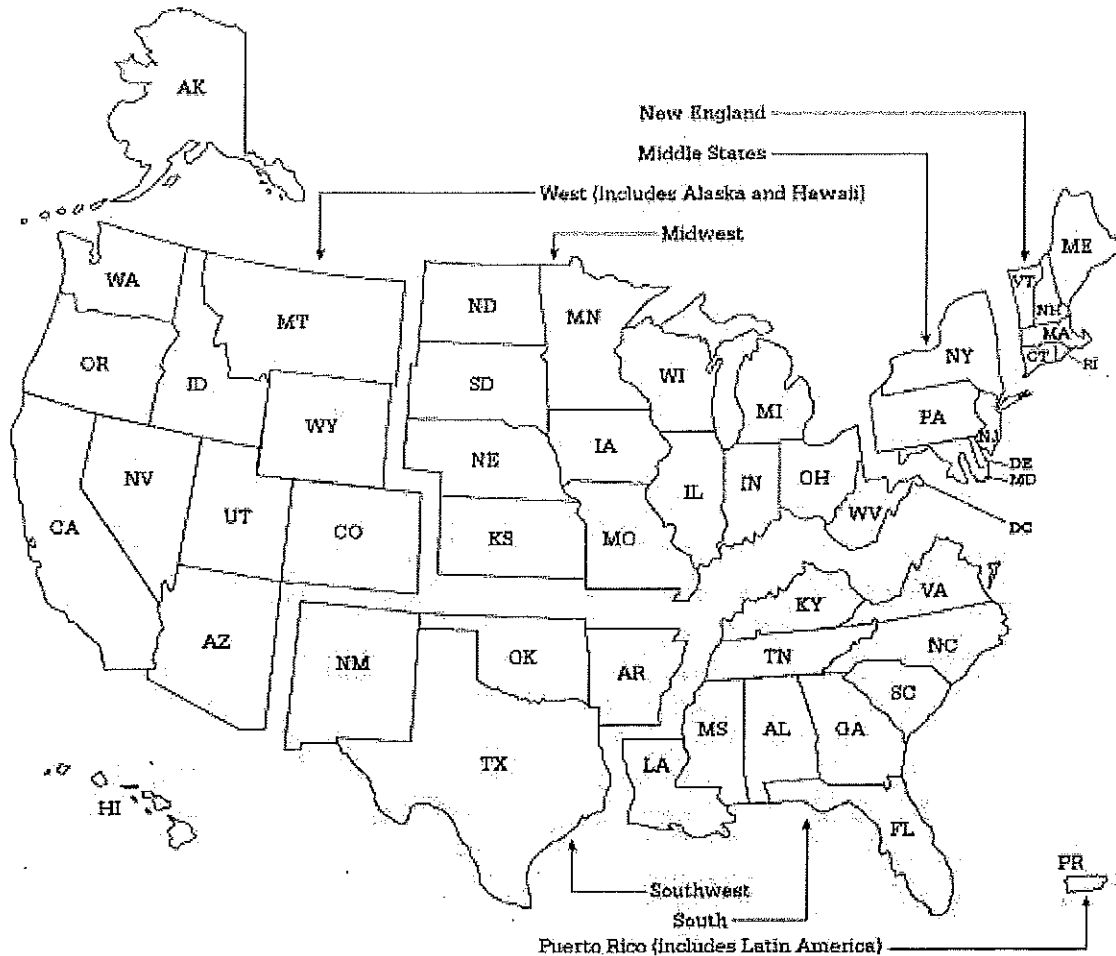 AK
New England
Middle States
West (includes Alaska and Hawaii)
Midwest
ME
WA
VT
ND
MT
MN
NH
MA
NY
OR
CT
RI
ID
SD
WI
MI
WY
PA
NJ
IA
NE
DE
NV
OH
MD
IL
IN
WV
CA
UT
CO
DC
KS
MO
VA
KY
AZ
NC
TN
NM
OK
AR
SC
MS
AL
GA
TX
LA
HI
FL
PR
Southwest
South
Puerto Rico (includes Latin America)